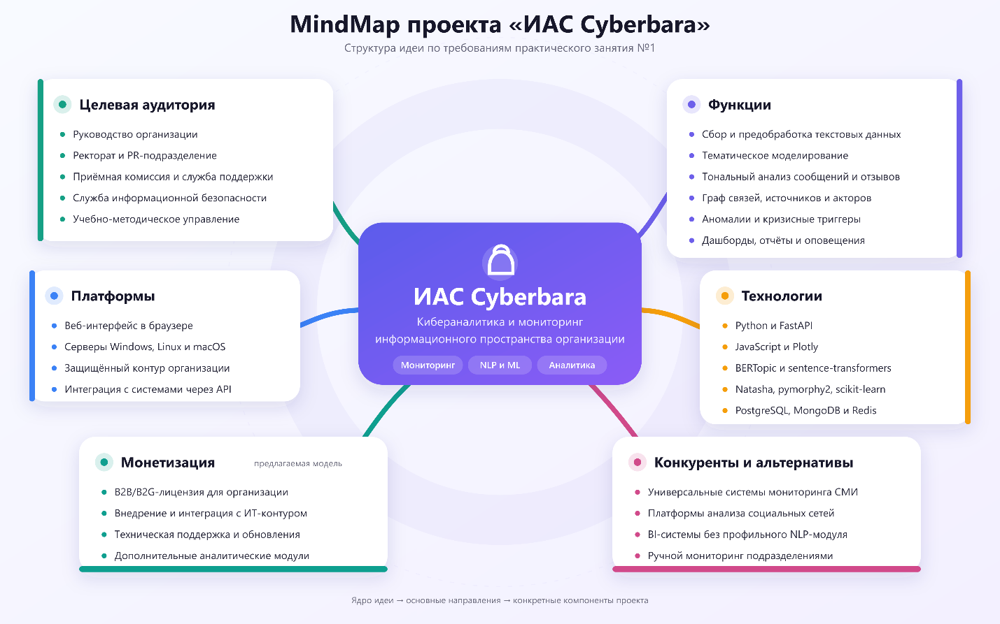 MindMap проекта «ИАС Cyberbara»
Структура идеи по требованиям практического занятия №1
Целевая аудитория
Руководство организации
Ректорат и PR-подразделение
Приёмная комиссия и служба поддержки
Служба информационной безопасности
Учебно-методическое управление
Функции
Сбор и предобработка текстовых данных
Тематическое моделирование
Тональный анализ сообщений и отзывов
Граф связей, источников и акторов
Аномалии и кризисные триггеры
Дашборды, отчёты и оповещения
ИАС Cyberbara
Кибераналитика и мониторинг
информационного пространства организации
Мониторинг
NLP и ML
Аналитика
Платформы
Веб-интерфейс в браузере
Серверы Windows, Linux и macOS
Защищённый контур организации
Интеграция с системами через API
Технологии
Python и FastAPI
JavaScript и Plotly
BERTopic и sentence-transformers
Natasha, pymorphy2, scikit-learn
PostgreSQL, MongoDB и Redis
Монетизация
предлагаемая модель
B2B/B2G-лицензия для организации
Внедрение и интеграция с ИТ-контуром
Техническая поддержка и обновления
Дополнительные аналитические модули
Конкуренты и альтернативы
Универсальные системы мониторинга СМИ
Платформы анализа социальных сетей
BI-системы без профильного NLP-модуля
Ручной мониторинг подразделениями
Ядро идеи → основные направления → конкретные компоненты проекта